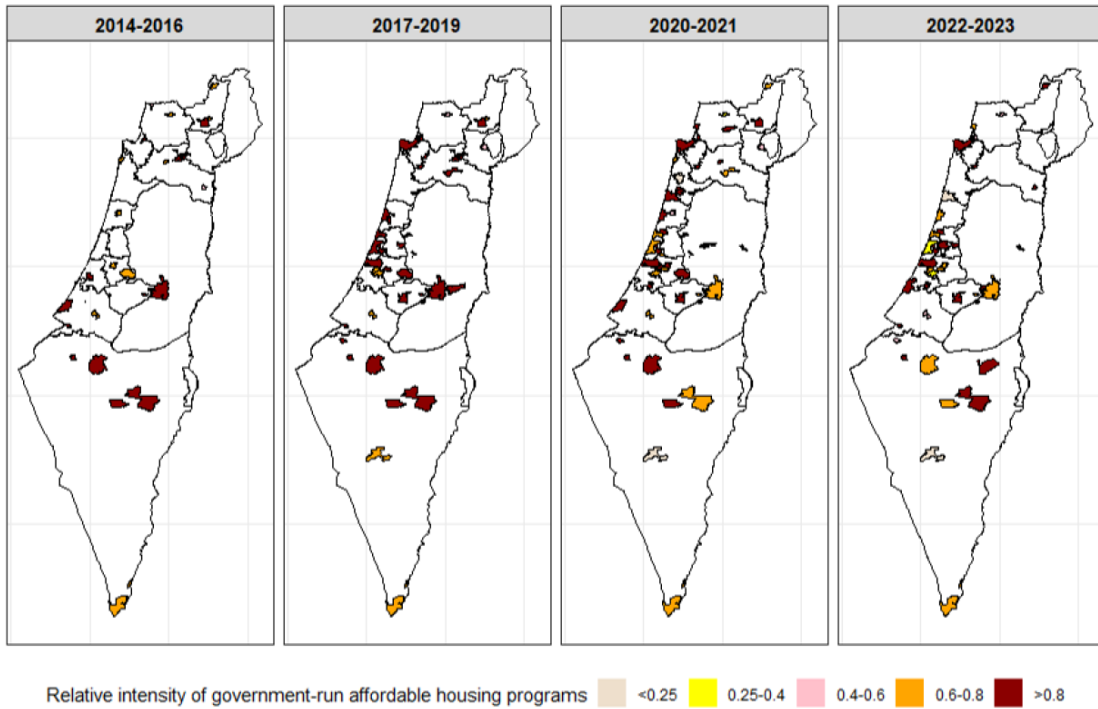 2014-2016 2017-2019 2020-2021 2022-2023
Relative intensity of government-run affordable housing programs <0.25 0.25-0.4 0.4-0.6 0.6-0.8 >0.8